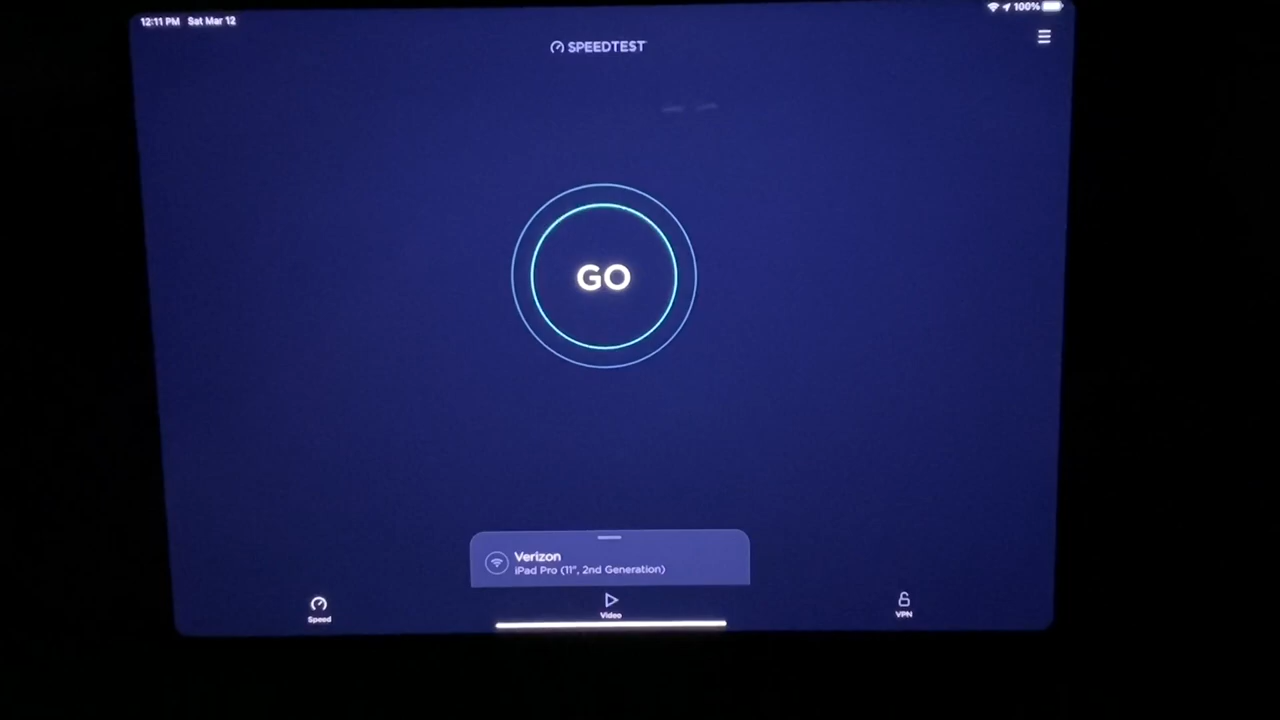 12:11 PM Sat Mar 12
100%
SPEEDTEST
GO
Verizon
iPad Pro (11", 2nd Generation)
Speed
Video
VPN